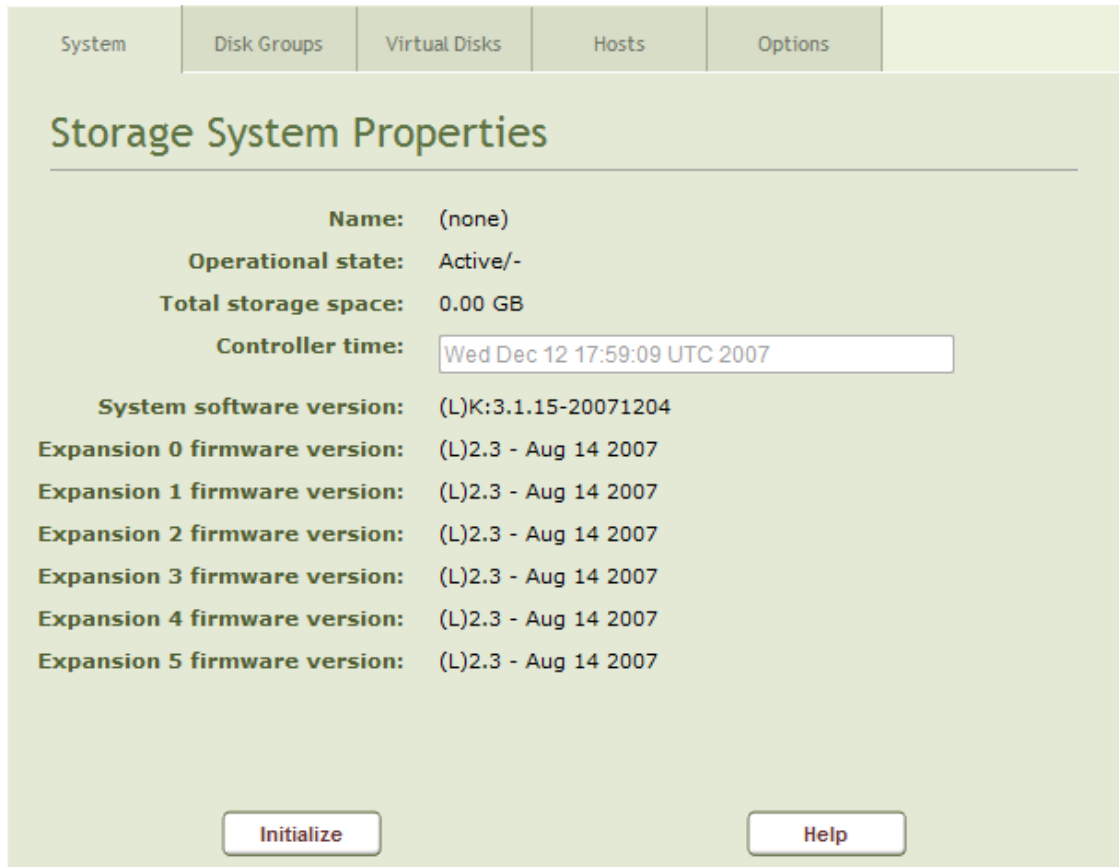 System Disk Groups Virtual Disks Hosts Options
Storage System Properties
Name: (none)
Operational state: Active/-
Total storage space: 0.00 GB
Controller time: Wed Dec 12 17:59:09 UTC 2007
System software version: (L)K:3.1.15-20071204
Expansion 0 firmware version: (L)2.3 - Aug 14 2007
Expansion 1 firmware version: (L)2.3 - Aug 14 2007
Expansion 2 firmware version: (L)2.3 - Aug 14 2007
Expansion 3 firmware version: (L)2.3 - Aug 14 2007
Expansion 4 firmware version: (L)2.3 - Aug 14 2007
Expansion 5 firmware version: (L)2.3 - Aug 14 2007
Initialize Help